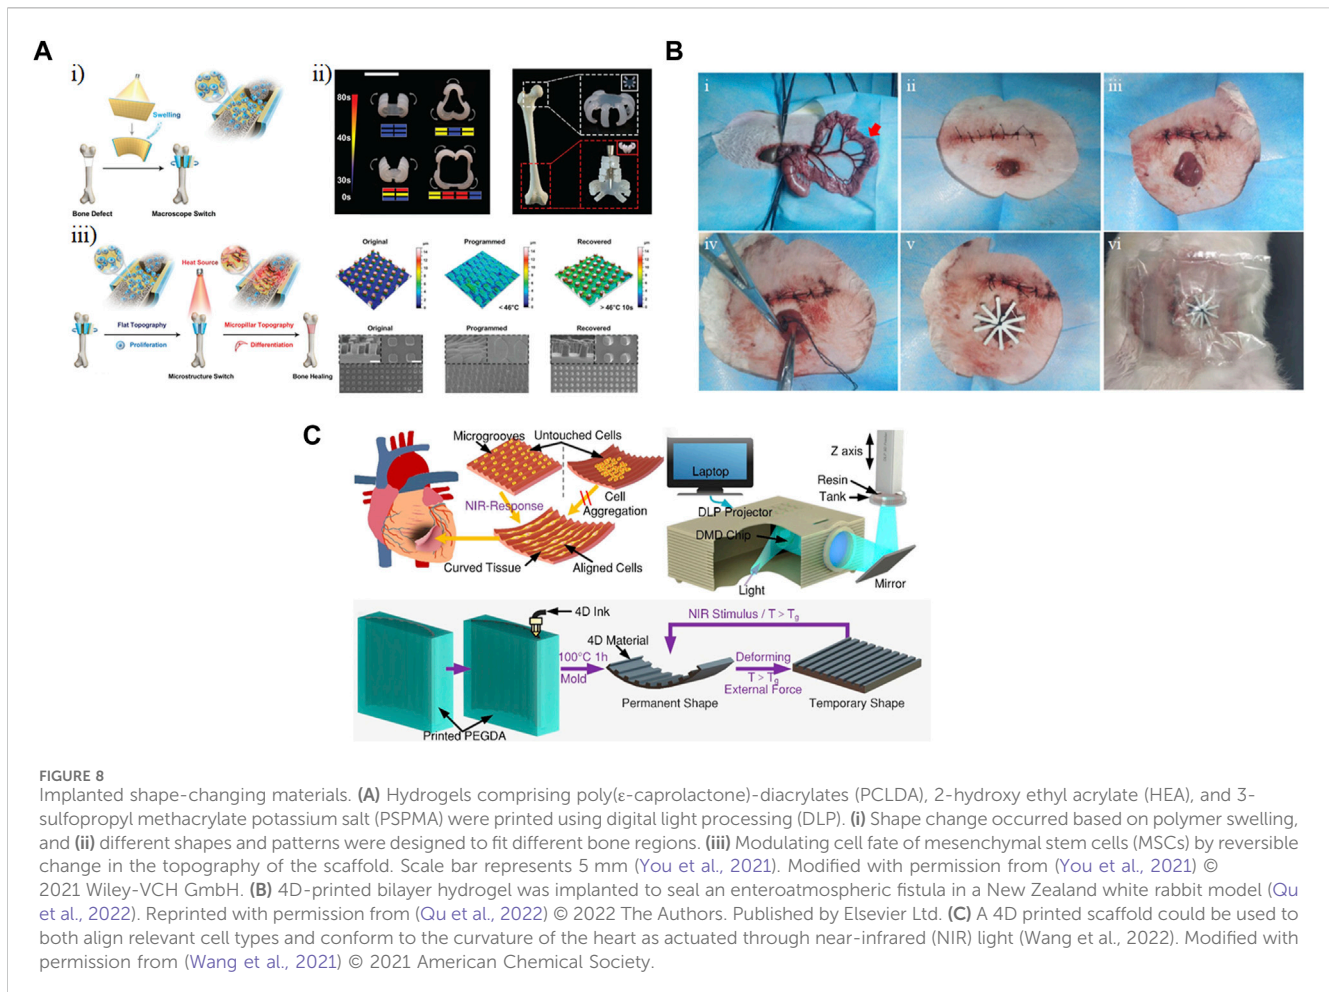 A
i)
Swelling
Bone Defect
Macroscope Switch
ii)
80s
40s
30s
0s
iii)
Heat Source
Flat Topography
Proliferation
Micropillar Topography
Differentiation
Microstructure Switch
Bone Healing
Original
Programmed
Recovered
μm
μm
μm
< 46°C
> 46°C 10s
Original
Programmed
Recovered
B
i
ii
iii
iv
v
vi
C
Microgrooves
Untouched Cells
NIR-Response
Cell
Aggregation
Curved Tissue
Aligned Cells
Laptop
DLP Projector
DMD Chip
Light
Z axis
Resin
Tank
Mirror
4D Ink
Printed PEGDA
100°C 1h
Mold
4D Material
Permanent Shape
NIR Stimulus / T > Tg
Deforming
T > Tg
External Force
Temporary Shape
FIGURE 8
Implanted shape-changing materials. (A) Hydrogels comprising poly(ε-caprolactone)-diacrylates (PCLDA), 2-hydroxy ethyl acrylate (HEA), and 3-
sulfopropyl methacrylate potassium salt (PSPMA) were printed using digital light processing (DLP). (i) Shape change occurred based on polymer swelling,
and (ii) different shapes and patterns were designed to fit different bone regions. (iii) Modulating cell fate of mesenchymal stem cells (MSCs) by reversible
change in the topography of the scaffold. Scale bar represents 5 mm (You et al., 2021). Modified with permission from (You et al., 2021) ©
2021 Wiley-VCH GmbH. (B) 4D-printed bilayer hydrogel was implanted to seal an enteroatmospheric fistula in a New Zealand white rabbit model (Qu
et al., 2022). Reprinted with permission from (Qu et al., 2022) © 2022 The Authors. Published by Elsevier Ltd. (C) A 4D printed scaffold could be used to
both align relevant cell types and conform to the curvature of the heart as actuated through near-infrared (NIR) light (Wang et al., 2022). Modified with
permission from (Wang et al., 2021) © 2021 American Chemical Society.